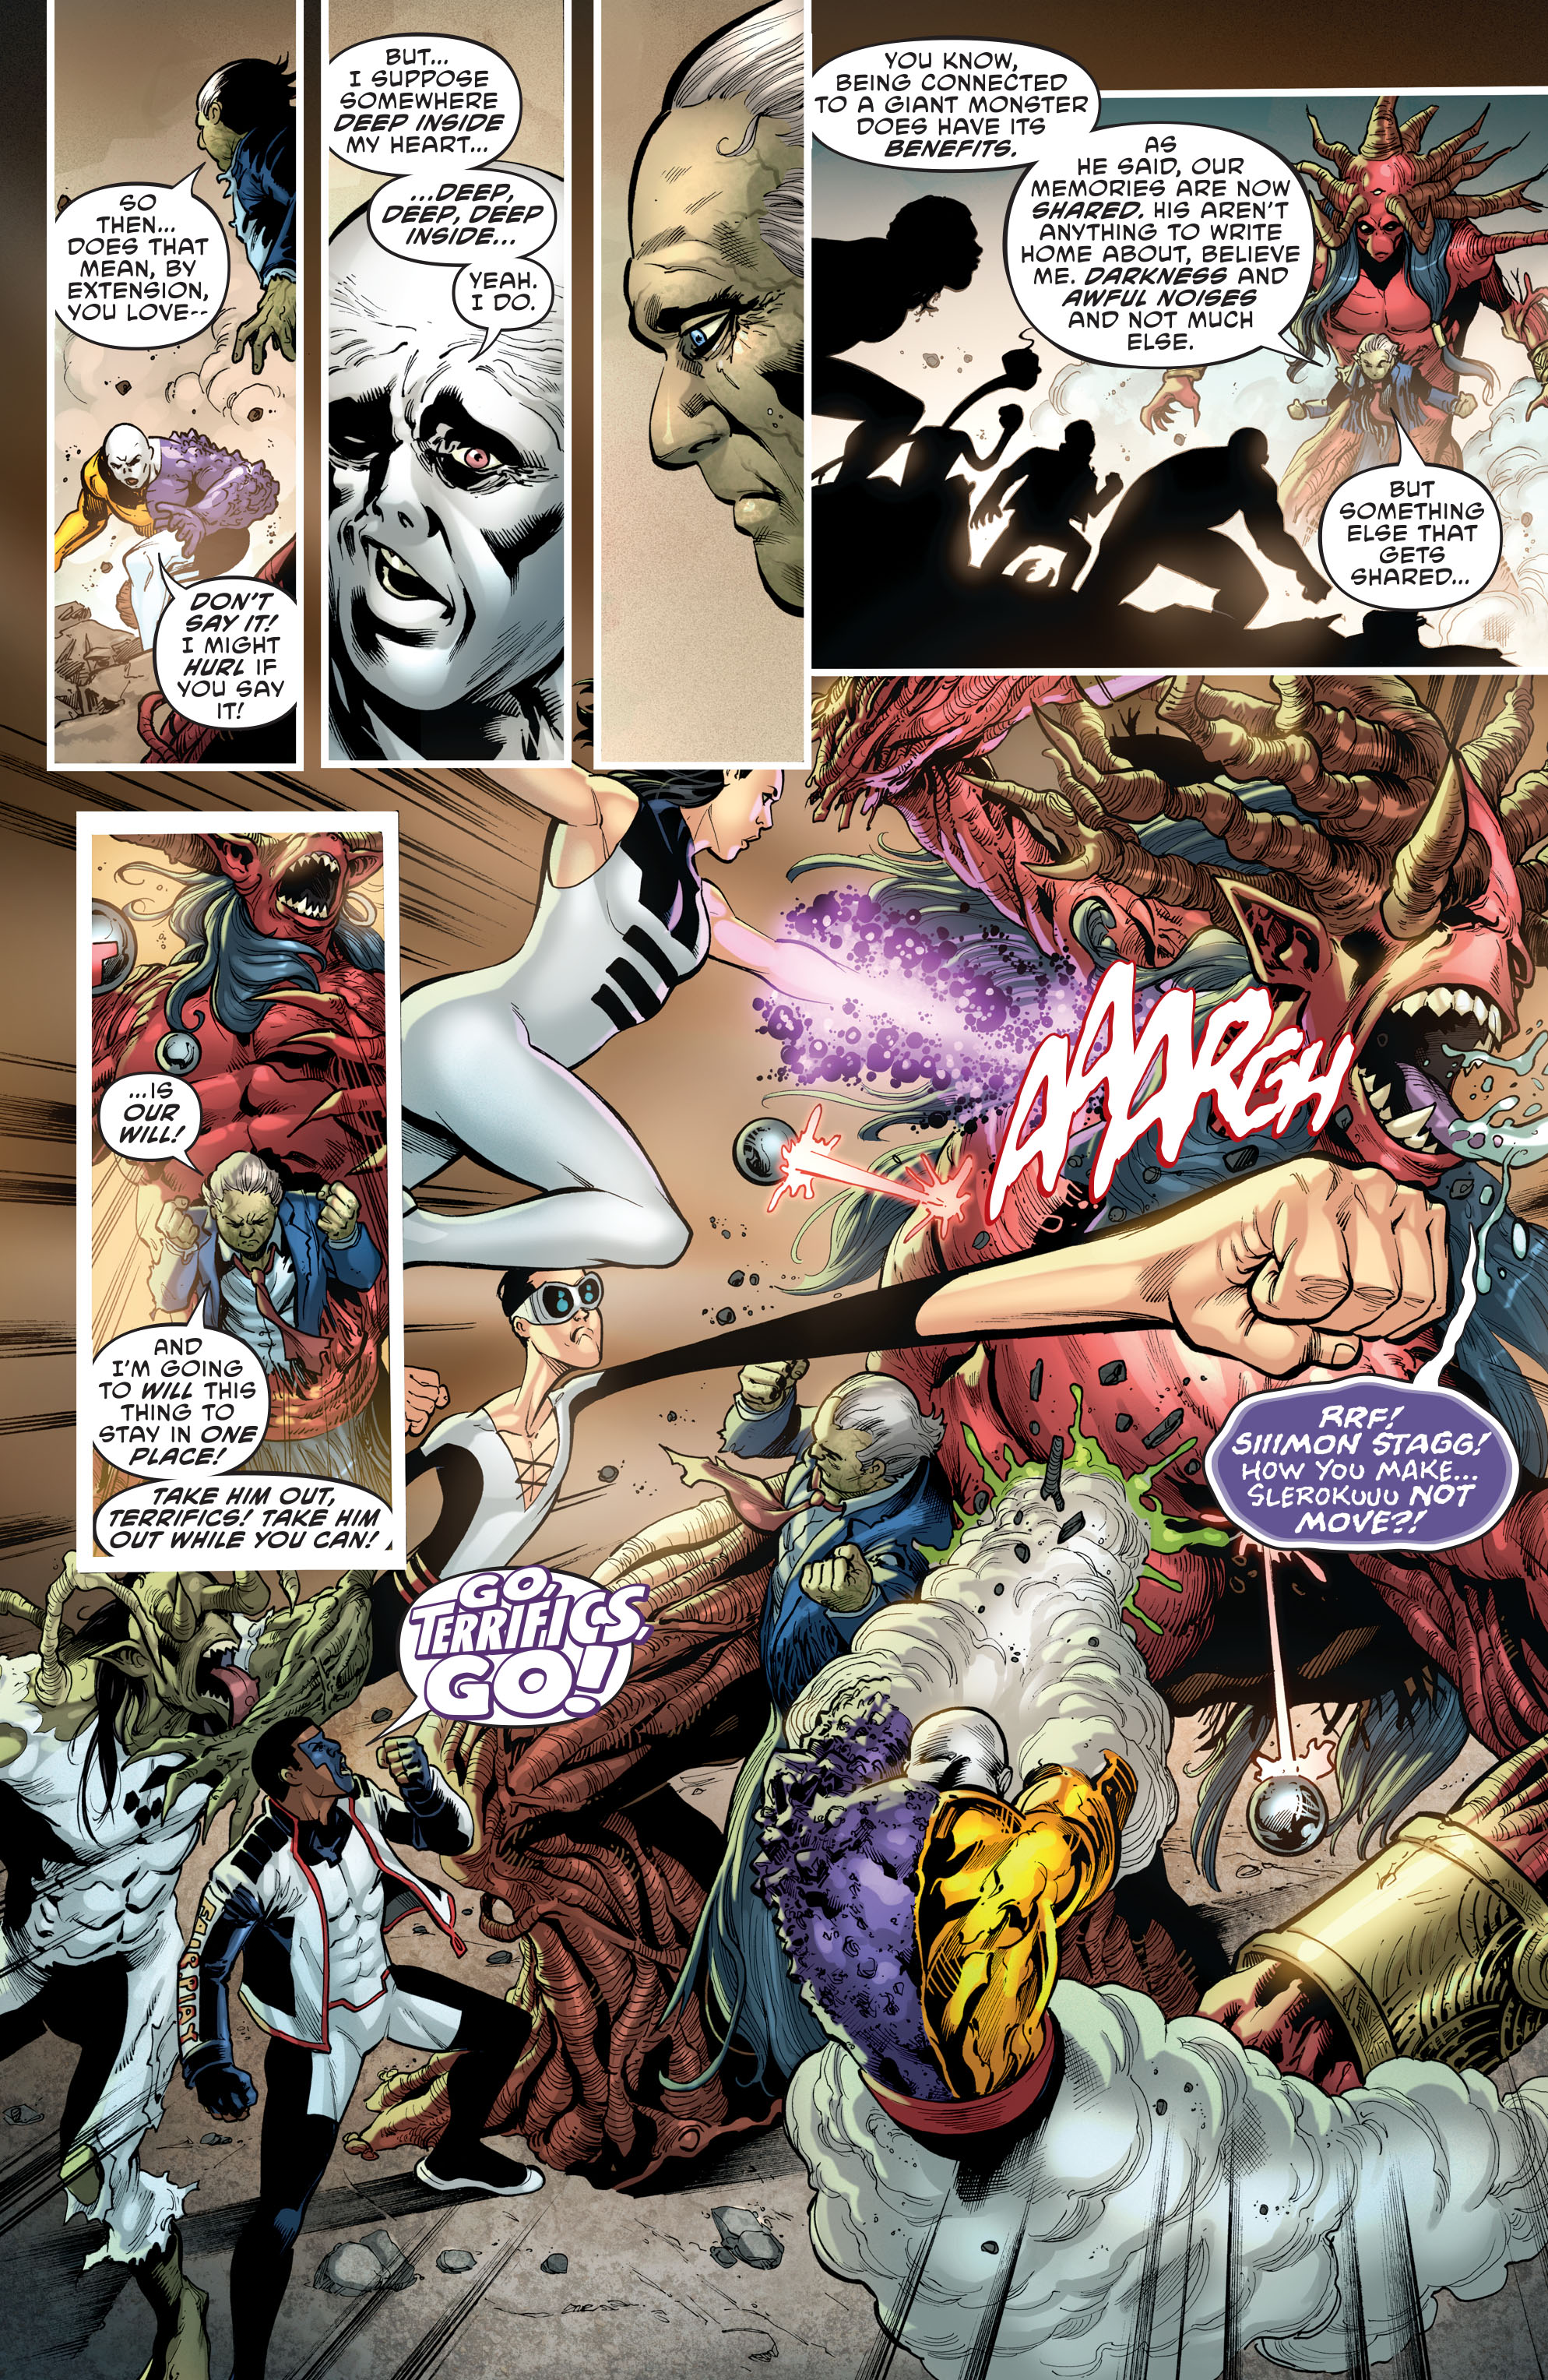 SO
THEN...
DOES THAT
MEAN, BY
EXTENSION,
YOU LOVE--
DON'T
SAY IT!
I MIGHT
HURL IF
YOU SAY
IT!
BUT...
I SUPPOSE
SOMEWHERE
DEEP INSIDE
MY HEART...
...DEEP,
DEEP, DEEP
INSIDE...
YEAH.
I DO.
YOU KNOW,
BEING CONNECTED
TO A GIANT MONSTER
DOES HAVE ITS
BENEFITS.
AS
HE SAID, OUR
MEMORIES ARE NOW
SHARED. HIS AREN'T
ANYTHING TO WRITE
HOME ABOUT, BELIEVE
ME. DARKNESS AND
AWFUL NOISES
AND NOT MUCH
ELSE.
BUT
SOMETHING
ELSE THAT
GETS
SHARED...
...IS
OUR
WILL!
AND
I'M GOING
TO WILL THIS
THING TO
STAY IN ONE
PLACE!
TAKE HIM OUT,
TERRIFICS! TAKE HIM
OUT WHILE YOU CAN!
AAARGH
RRF!
SIIIMON STAGG!
HOW YOU MAKE...
SLEROKUUU NOT
MOVE?!
GO,
TERRIFICS,
GO!!
FAIR PLAY